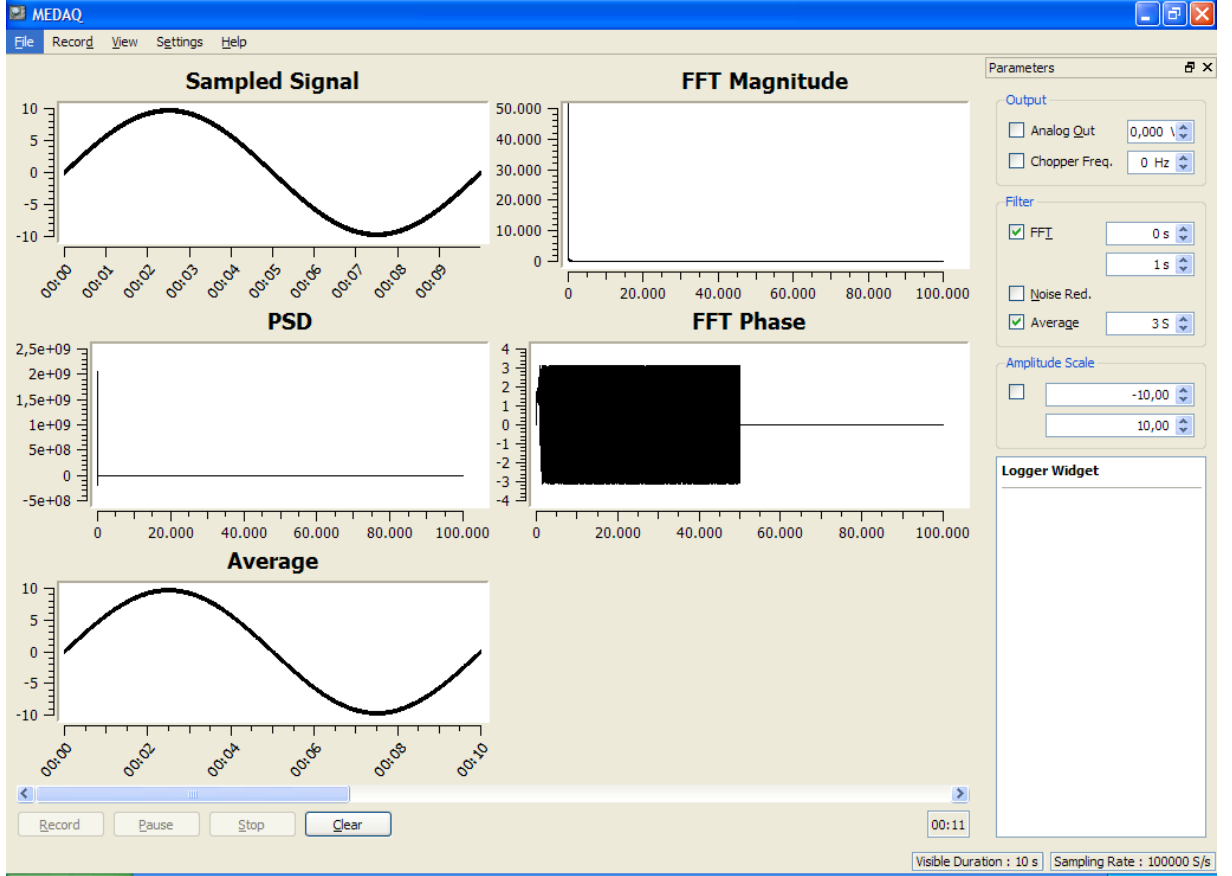 MEDAQ
File Record View Settings Help
Sampled Signal
10
5
0
-5
-10
00:00 00:01 00:02 00:03 00:04 00:05 00:06 00:07 00:08 00:09
FFT Magnitude
50.000
40.000
30.000
20.000
10.000
0
0 20.000 40.000 60.000 80.000 100.000
PSD
2,5e+09
2e+09
1,5e+09
1e+09
5e+08
0
-5e+08
0 20.000 40.000 60.000 80.000 100.000
FFT Phase
4
3
2
1
0
-1
-2
-3
-4
0 20.000 40.000 60.000 80.000 100.000
Average
10
5
0
-5
-10
00:00 00:02 00:04 00:06 00:08 00:10
Record Pause Stop Clear
00:11
Parameters
Output
Analog Out 0,000
Chopper Freq. 0 Hz
Filter
FFT 0 s
1 s
Noise Red.
Average 3 S
Amplitude Scale
-10,00
10,00
Logger Widget
Visible Duration : 10 s Sampling Rate : 100000 S/s